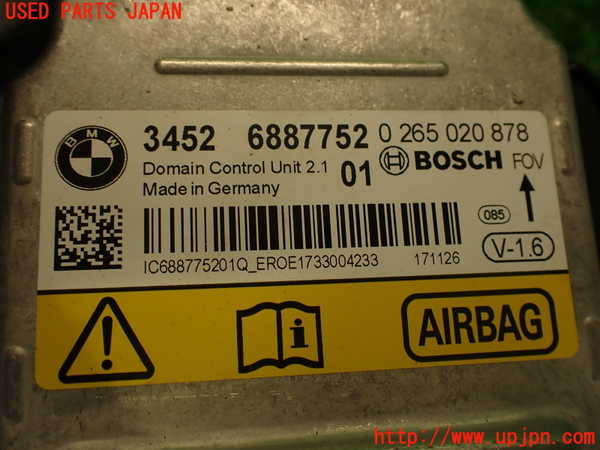 USED PARTS JAPAN
BMW
3452 6887752 0 265 020 878
Domain Control Unit 2.1 01 BOSCH FOV
Made in Germany
085
V-1.6
IC688775201Q_EROE1733004233 171126
AIRBAG
http://www.upjpn.com/